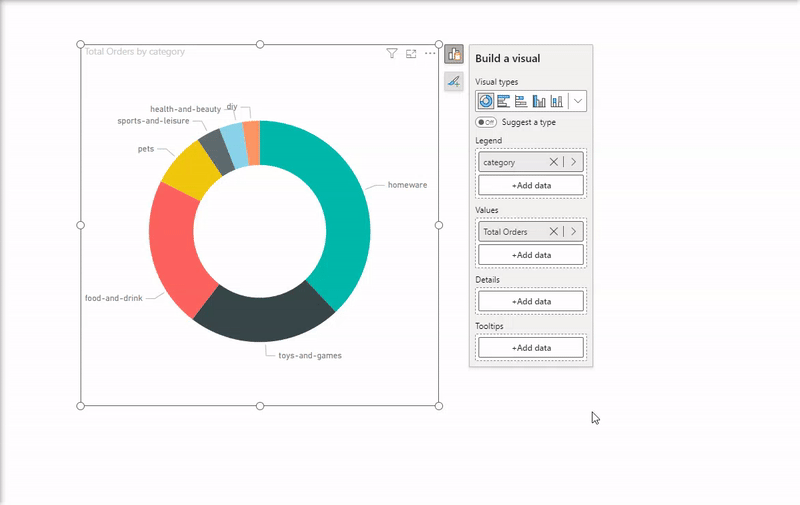 Total Orders by category
health-and-beauty
diy
sports-and-leisure
pets
homeware
food-and-drink
toys-and-games
Build a visual
Visual types
Off
Suggest a type
Legend
category
+Add data
Values
Total Orders
+Add data
Details
+Add data
Tooltips
+Add data